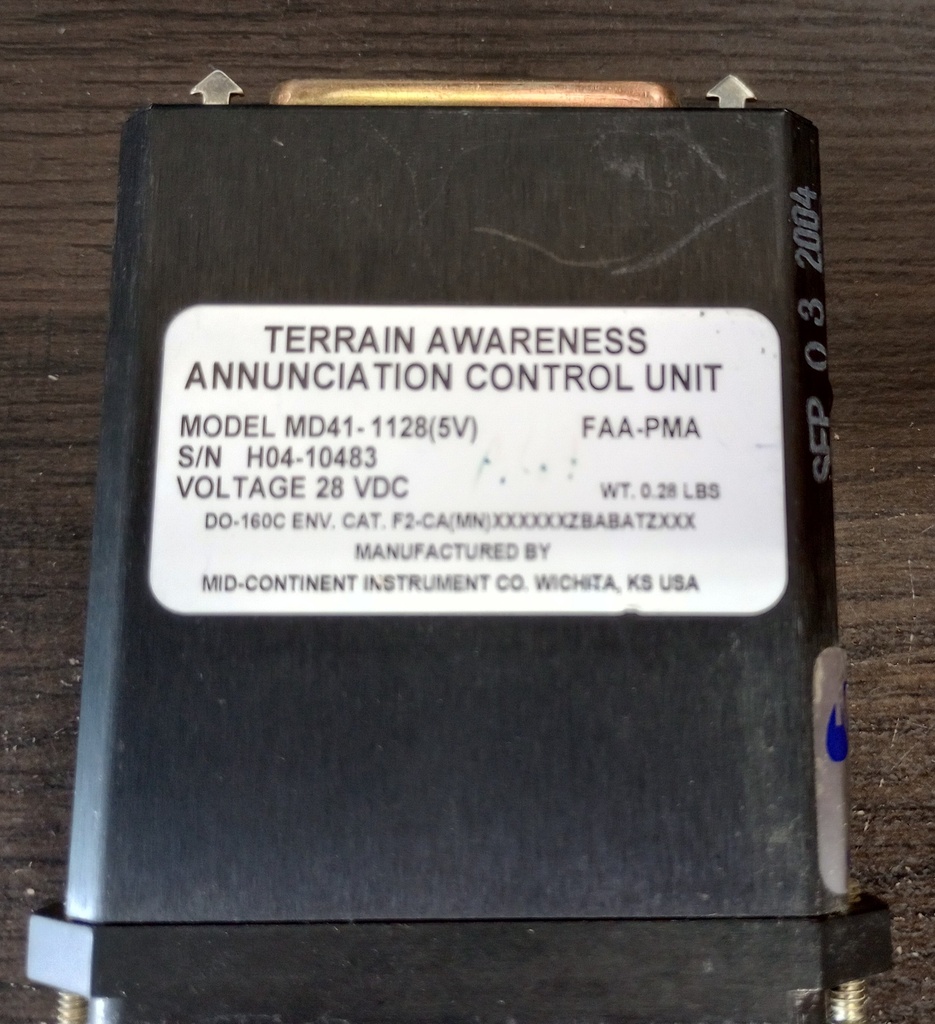 TERRAIN AWARENESS
ANNUNCIATION CONTROL UNIT
MODEL MD41-1128(5V) FAA-PMA
S/N H04-10483
VOLTAGE 28 VDC WT. 0.28 LBS
DO-160C ENV. CAT. F2-CA(MN)XXXXXXZBABATZXXX
MANUFACTURED BY
MID-CONTINENT INSTRUMENT CO. WICHITA, KS USA
SEP 03 2004